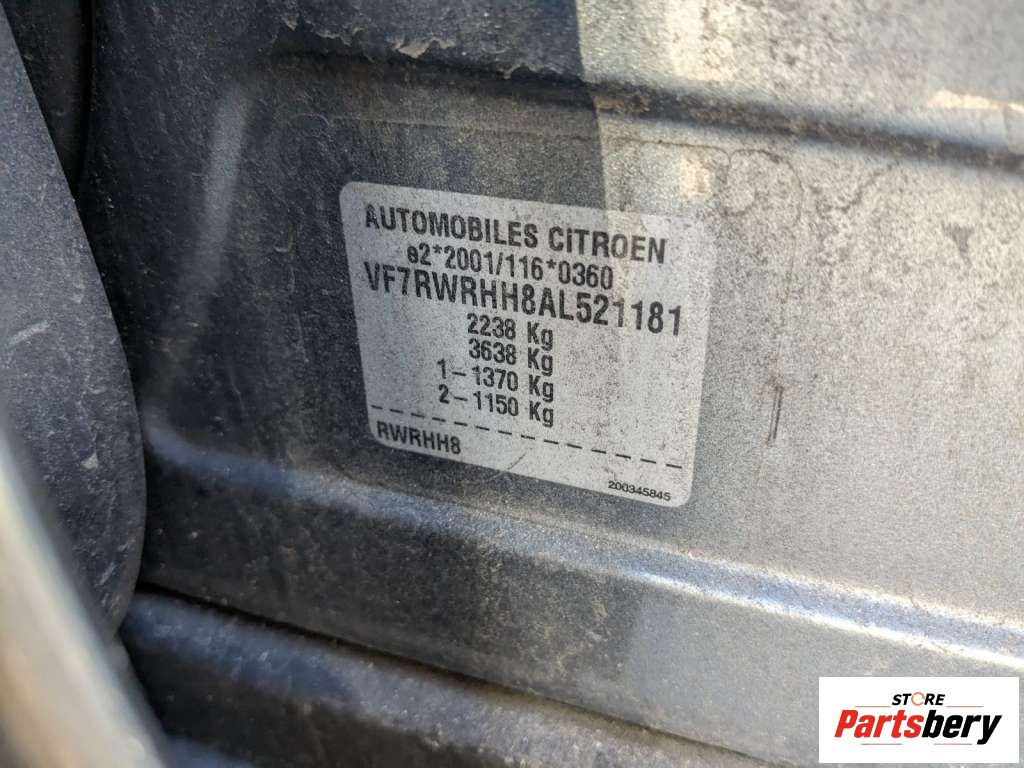 AUTOMOBILES CITROEN
e2*2001/116*0360
VF7RWRHH8AL521181
2238 Kg
3638 Kg
1-1370 Kg
2-1150 Kg
RWRHH8
200345845
STORE
Partsbery